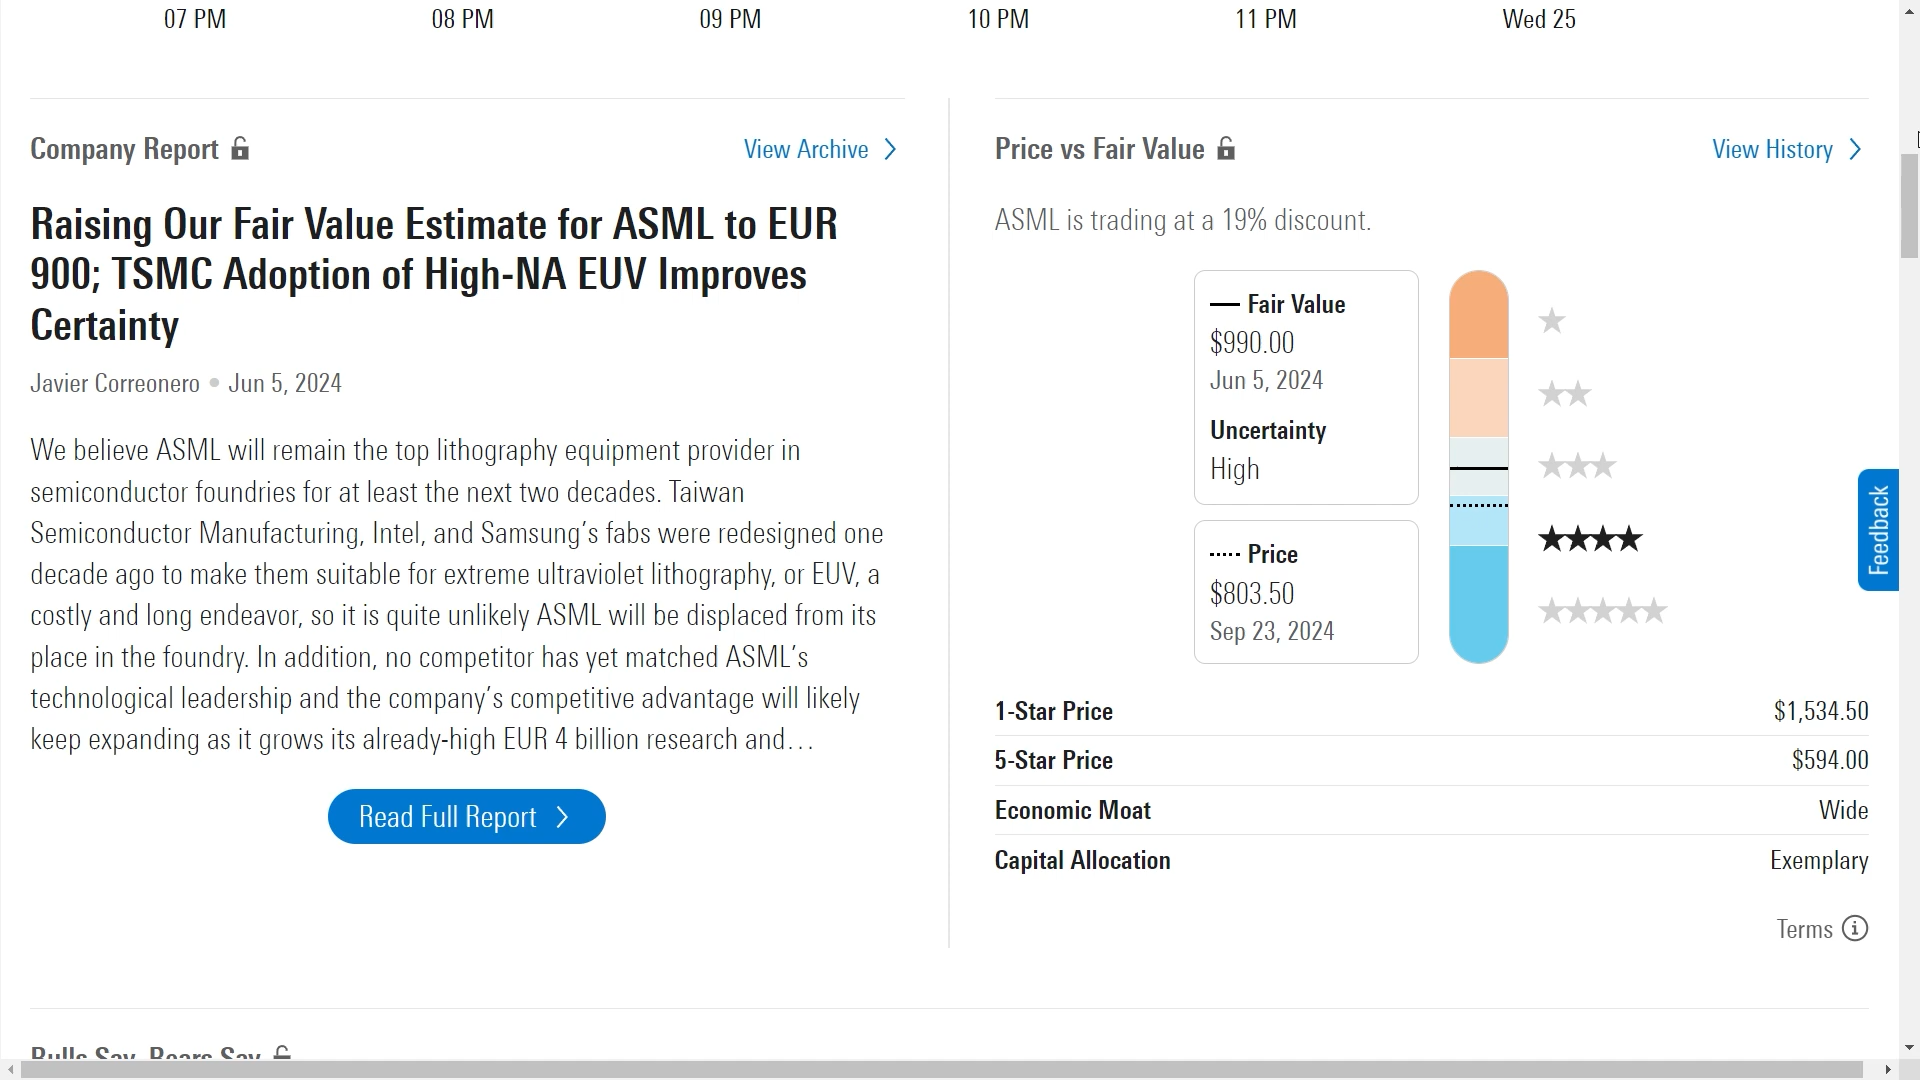 07 PM 08 PM 09 PM 10 PM 11 PM Wed 25
Company Report View Archive
Raising Our Fair Value Estimate for ASML to EUR
900; TSMC Adoption of High-NA EUV Improves
Certainty
Javier Correonero • Jun 5, 2024
We believe ASML will remain the top lithography equipment provider in
semiconductor foundries for at least the next two decades. Taiwan
Semiconductor Manufacturing, Intel, and Samsung’s fabs were redesigned one
decade ago to make them suitable for extreme ultraviolet lithography, or EUV, a
costly and long endeavor, so it is quite unlikely ASML will be displaced from its
place in the foundry. In addition, no competitor has yet matched ASML’s
technological leadership and the company’s competitive advantage will likely
keep expanding as it grows its already-high EUR 4 billion research and…
Read Full Report
Price vs Fair Value View History
ASML is trading at a 19% discount.
Fair Value
$990.00
Jun 5, 2024
Uncertainty
High
Price
$803.50
Sep 23, 2024
1-Star Price $1,534.50
5-Star Price $594.00
Economic Moat Wide
Capital Allocation Exemplary
Terms
Feedback
Bulls Say, Bears Say